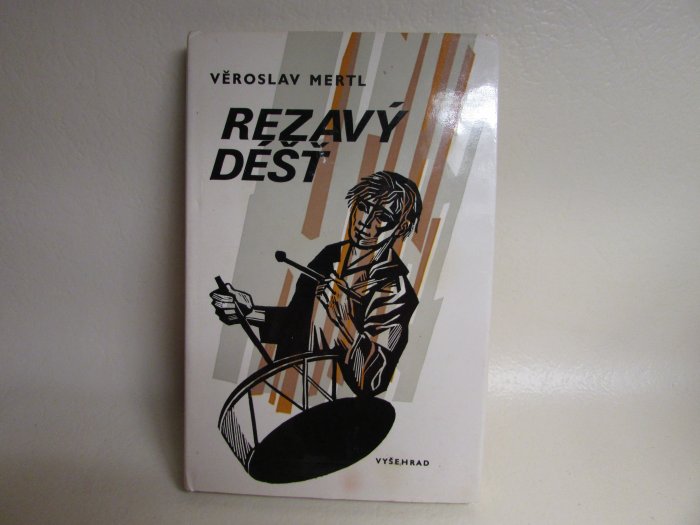 VĚROSLAV MERTL
REZAVÝ
DÉŠŤ
VYŠEHRAD